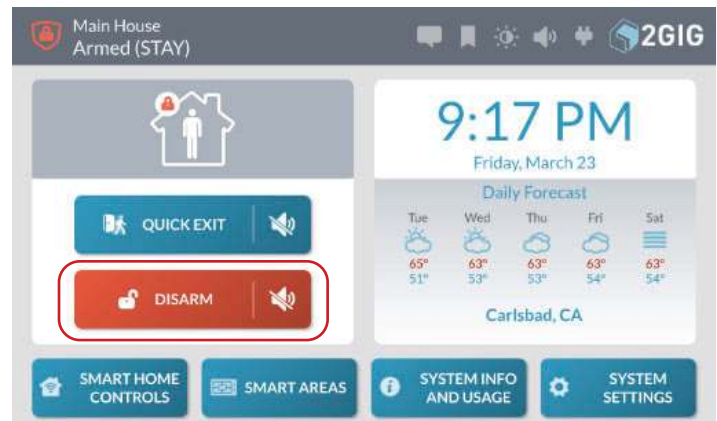 Main House
Armed (STAY)
2GIG
QUICK EXIT
DISARM
9:17 PM
Friday, March 23
Daily Forecast
Tue Wed Thu Fri Sat
65° 63° 63° 63° 63°
51° 53° 53° 54° 54°
Carlsbad, CA
SMART HOME
CONTROLS
SMART AREAS
SYSTEM INFO
AND USAGE
SYSTEM
SETTINGS